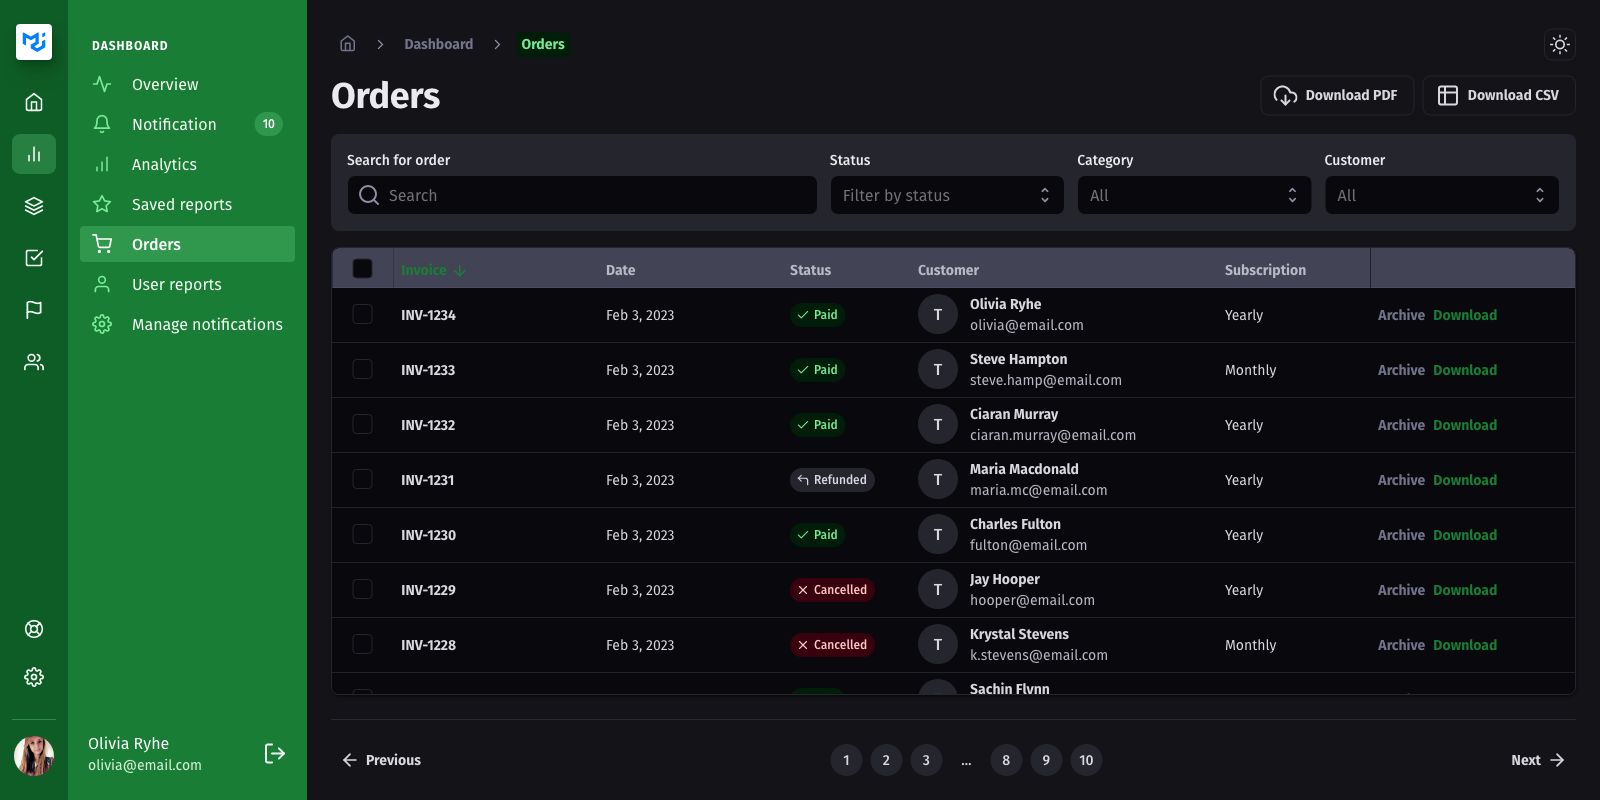 DASHBOARD
Overview
Notification 10
Analytics
Saved reports
Orders
User reports
Manage notifications
Olivia Ryhe
olivia@email.com
Dashboard Orders
Orders
Download PDF Download CSV
Search for order Status Category Customer
Search Filter by status All All
Invoice Date Status Customer Subscription
INV-1234 Feb 3, 2023 Paid T Olivia Ryhe Yearly Archive Download
olivia@email.com
INV-1233 Feb 3, 2023 Paid T Steve Hampton Monthly Archive Download
steve.hamp@email.com
INV-1232 Feb 3, 2023 Paid T Ciaran Murray Yearly Archive Download
ciaran.murray@email.com
INV-1231 Feb 3, 2023 Refunded T Maria Macdonald Yearly Archive Download
maria.mc@email.com
INV-1230 Feb 3, 2023 Paid T Charles Fulton Yearly Archive Download
fulton@email.com
INV-1229 Feb 3, 2023 Cancelled T Jay Hooper Yearly Archive Download
hooper@email.com
INV-1228 Feb 3, 2023 Cancelled T Krystal Stevens Monthly Archive Download
k.stevens@email.com
Sachin Flynn
Previous 1 2 3 ... 8 9 10 Next